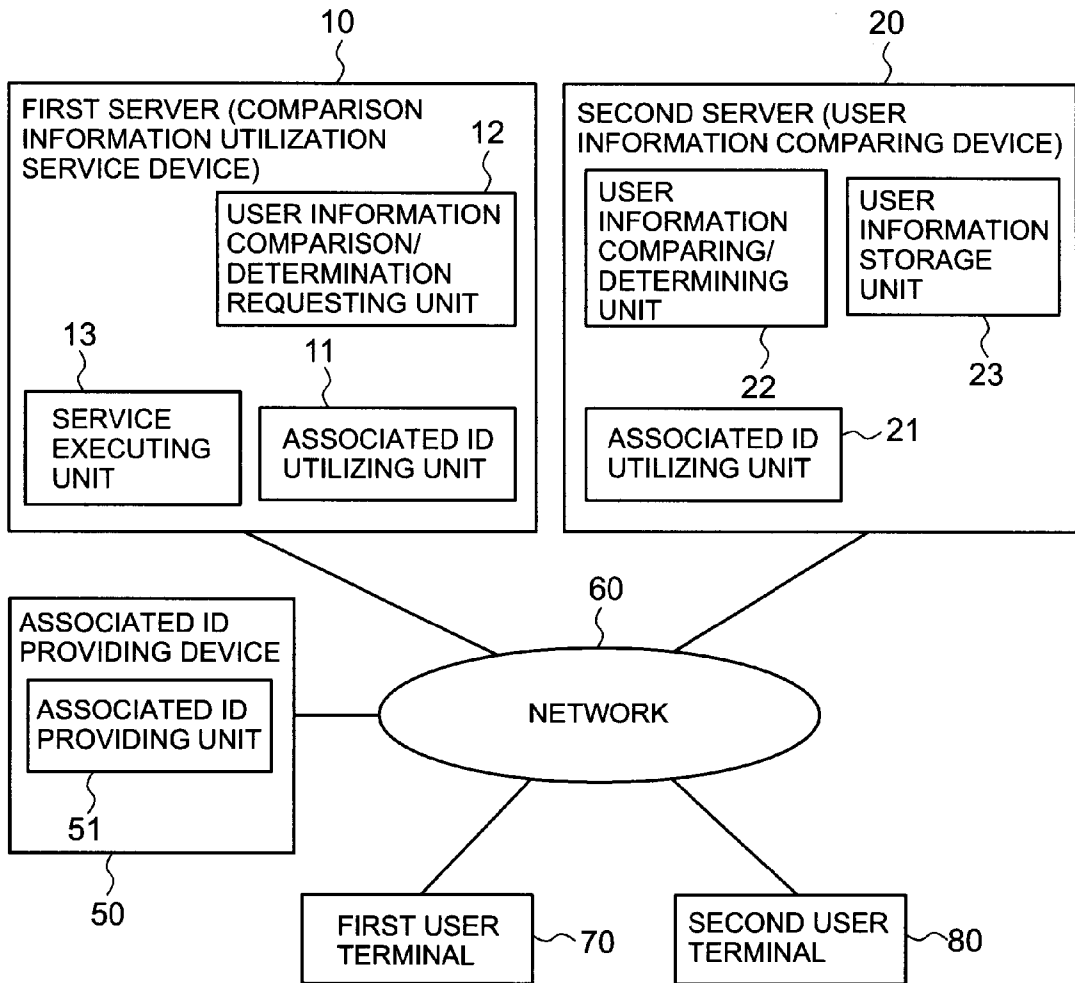 10
20
FIRST SERVER (COMPARISON
INFORMATION UTILIZATION
SERVICE DEVICE)
12
USER INFORMATION
COMPARISON/
DETERMINATION
REQUESTING UNIT
13
11
SERVICE
EXECUTING
UNIT
ASSOCIATED ID
UTILIZING UNIT
SECOND SERVER (USER
INFORMATION COMPARING DEVICE)
USER
INFORMATION
COMPARING/
DETERMINING
UNIT
USER
INFORMATION
STORAGE
UNIT
22
23
ASSOCIATED ID
UTILIZING UNIT
21
ASSOCIATED ID
PROVIDING DEVICE
ASSOCIATED ID
PROVIDING UNIT
51
50
60
NETWORK
FIRST USER
TERMINAL
70
SECOND USER
TERMINAL
80